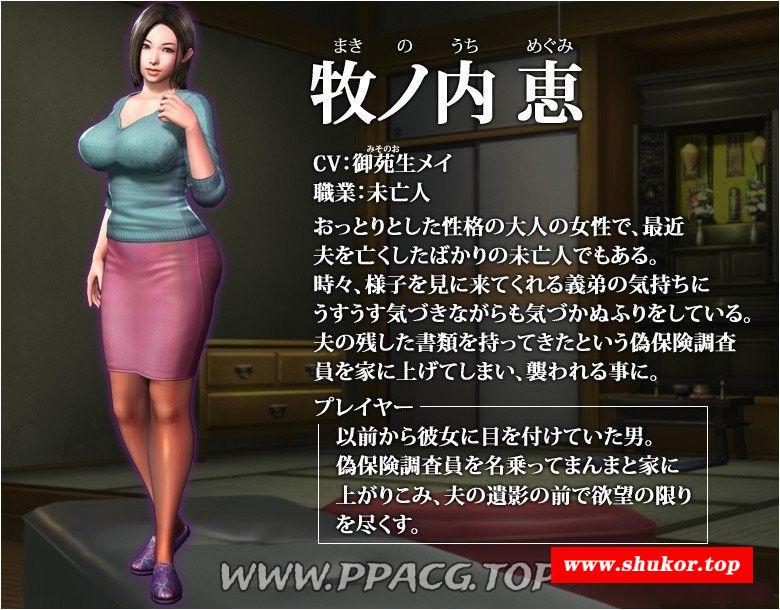 まきのうち めぐみ
牧ノ内 恵
みそのお
CV：御苑生メイ
職業：未亡人
おっとりとした性格の大人の女性で、最近
夫を亡くしたばかりの未亡人でもある。
時々、様子を見に来てくれる義弟の気持ちに
うすうす気づきながらも気づかぬふりをしている。
夫の残した書類を持ってきたという偽保険調査
員を家に上げてしまい、襲われる事に。
プレイヤー
以前から彼女に目を付けていた男。
偽保険調査員を名乗ってまんまと家に
上がりこみ、夫の遺影の前で欲望の限り
を尽くす。
WWW.PPACG.TOP
www.shukor.top